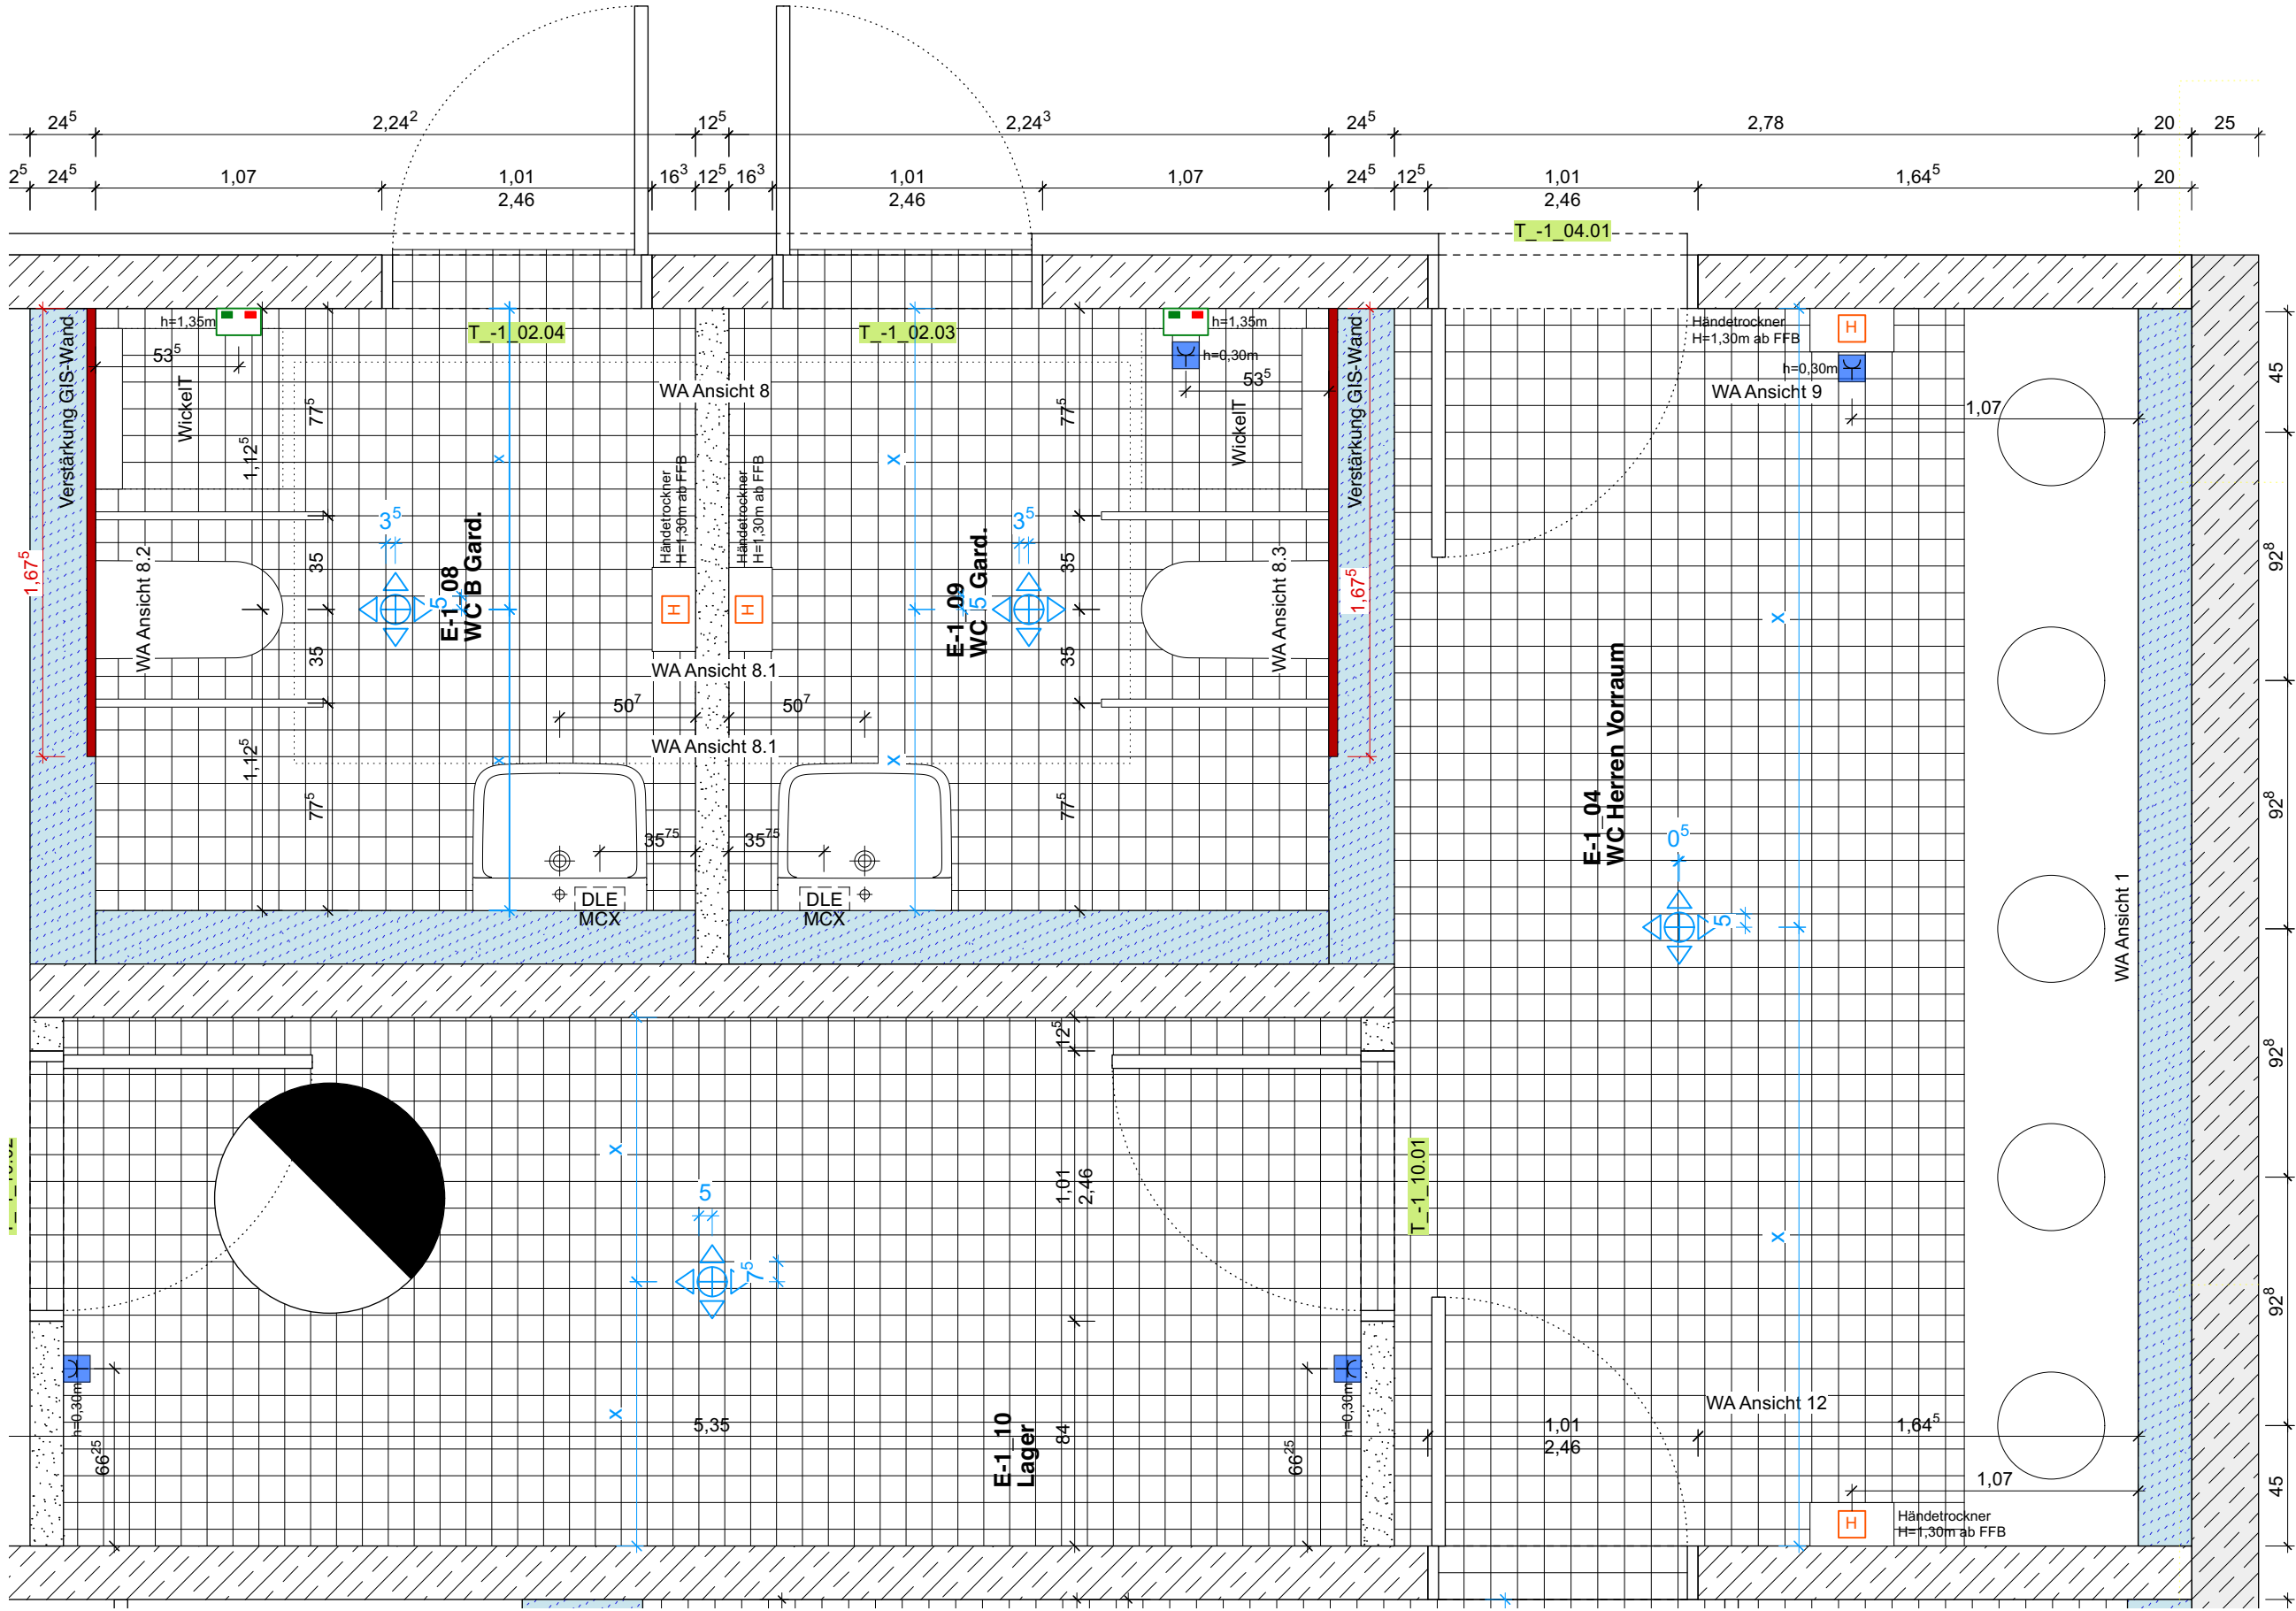 24⁵ 2,24² 12⁵ 2,24³ 24⁵ 2,78 20 25
2⁵ 24⁵ 1,07 1,01 16³ 12⁵ 16³ 1,01 1,07 24⁵ 12⁵ 1,01 1,64⁵ 20
2,46 2,46 2,46
T_-1_04.01
h=1,35m
T_-1_02.04
T_-1_02.03
h=1,35m
h=0,30m
53⁵
53⁵
Verstärkung GIS-Wand
WickelT
77⁵
1,12⁵
WA Ansicht 8
77⁵
WickelT
Verstärkung GIS-Wand
Händetrockner
H=1,30m ab FFB
H
h=0,30m
WA Ansicht 9
1,07
45
x
x
Händetrockner
H=1,30m ab FFB
Händetrockner
H=1,30m ab FFB
3⁵
3⁵
1,67⁵
WA Ansicht 8.2
35
5
E-1_08
WC B Gard.
H
H
E-1_09
WC Gard.
5
35
WA Ansicht 8.3
1,67⁵
92⁸
x
35
35
WA Ansicht 8.1
50⁷
50⁷
WA Ansicht 8.1
x
x
1,12⁵
77⁵
77⁵
35⁷⁵
35⁷⁵
DLE
MCX
DLE
MCX
E-1_04
WC Herren Vorraum
0⁵
5
92⁸
WA Ansicht 1
92⁸
12⁵
x
1,01
2,46
T_-1_10.01
5
7⁵
x
92⁸
x
h=0,30m
66²⁵
5,35
E-1_10
Lager
84
66²⁵
h=0,30m
WA Ansicht 12
1,01
2,46
1,64⁵
1,07
45
H
Händetrockner
H=1,30m ab FFB